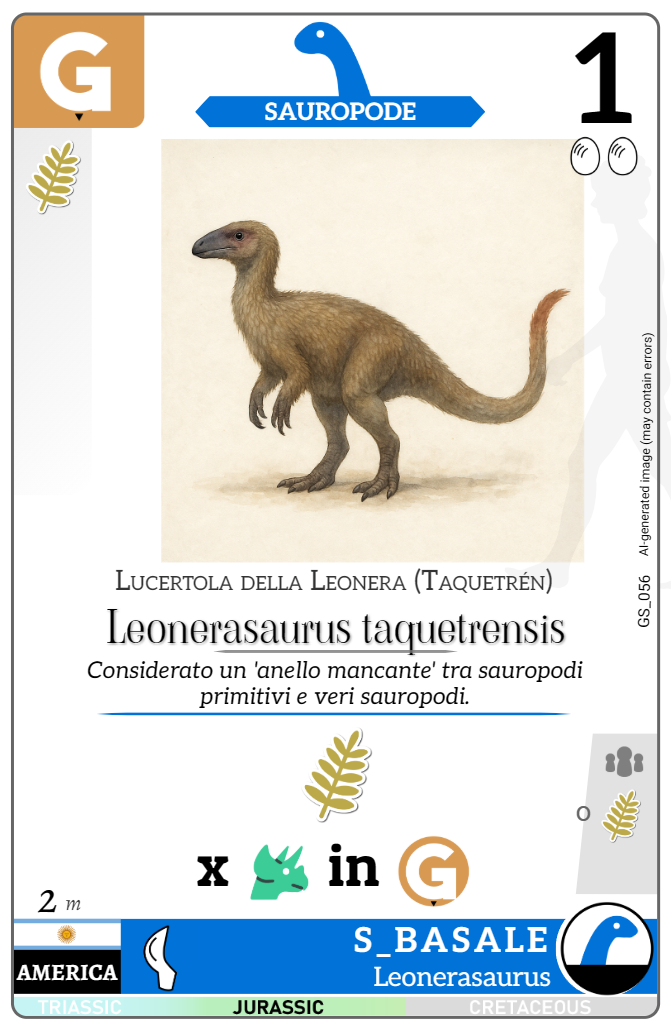 G
SAUROPODE
1
AI-generated image (may contain errors)
GS_056
Lucertola della Leonera (Taquetrén)
Leonerasaurus taquetrensis
Considerato un 'anello mancante' tra sauropodi
primitivi e veri sauropodi.
o
x in G
2 m
AMERICA
S_BASALE
Leonerasaurus
TRIASSIC JURASSIC CRETACEOUS